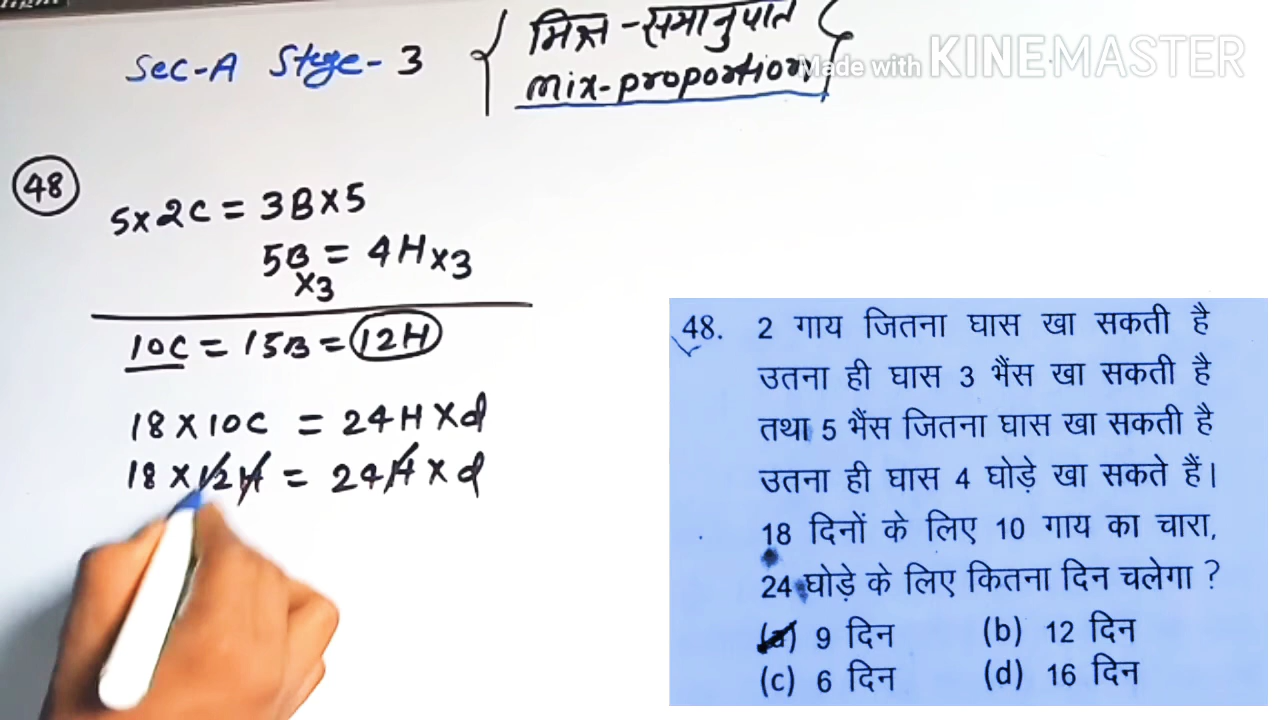 Sec-A Stage-3
मिश्र-समानुपात
mix-proportion
Made with KINEMASTER
48
5x2C = 3B×5
5B = 4H×3
×3
10C = 15B = 12H
18×10C = 24H×d
18×12H = 24H×d
48. 2 गाय जितना घास खा सकती है
उतना ही घास 3 भैंस खा सकती है
तथा 5 भैंस जितना घास खा सकती है
उतना ही घास 4 घोड़े खा सकते हैं।
18 दिनों के लिए 10 गाय का चारा,
24 घोड़े के लिए कितना दिन चलेगा ?
(a) 9 दिन (b) 12 दिन
(c) 6 दिन (d) 16 दिन